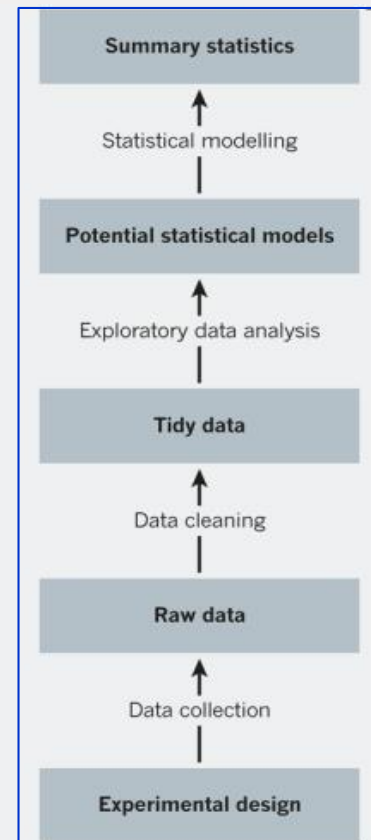 Summary statistics
Statistical modelling
Potential statistical models
Exploratory data analysis
Tidy data
Data cleaning
Raw data
Data collection
Experimental design